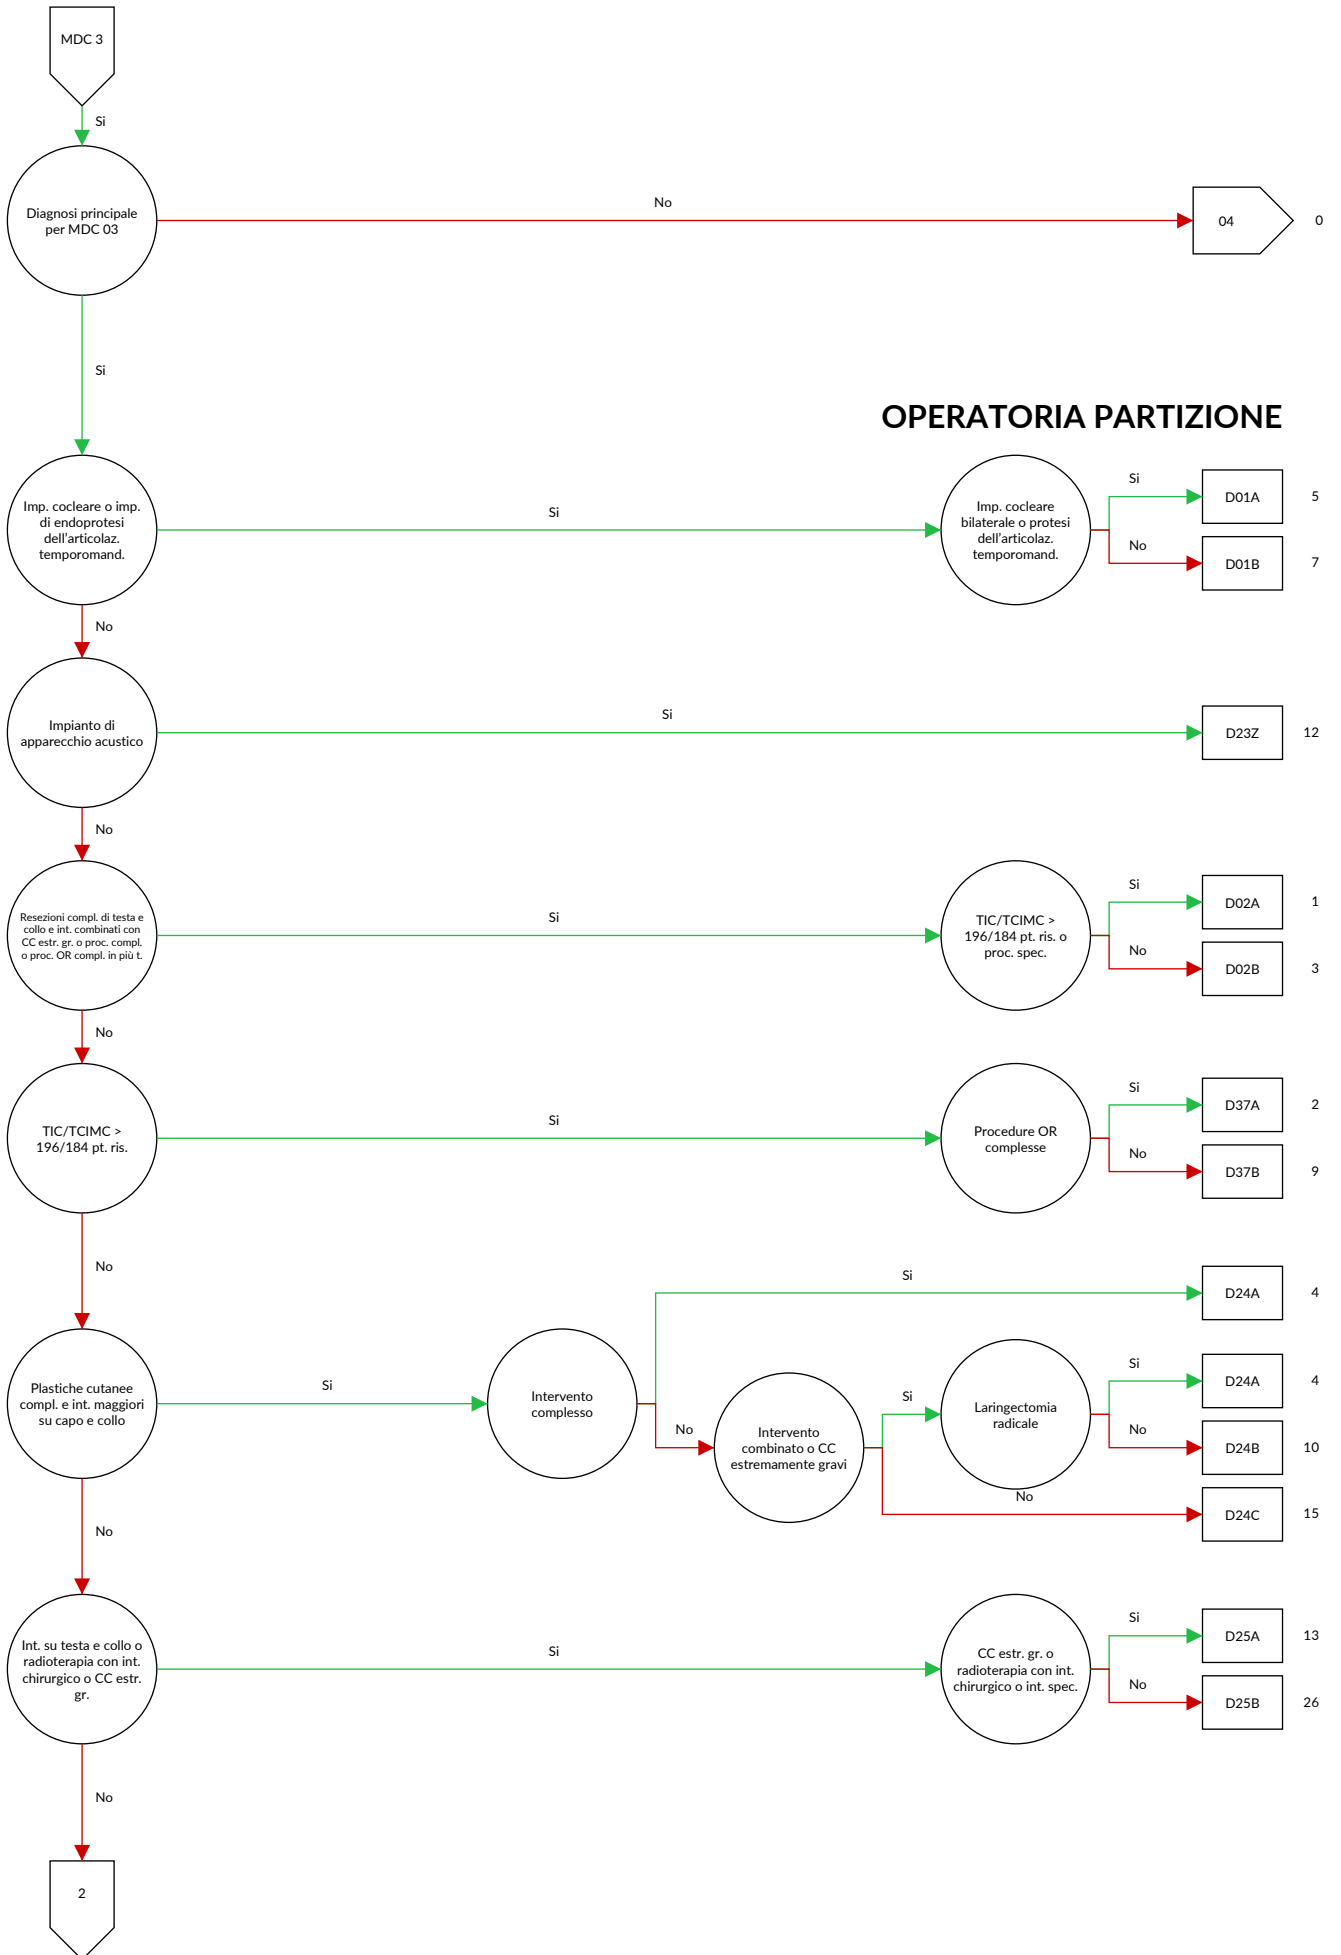 MDC 3
Si
Diagnosi principale
per MDC 03
No
04
0
Si
OPERATORIA PARTIZIONE
Imp. cocleare o imp.
di endoprotesi
dell'articolaz.
temporomand.
Si
Imp. cocleare
bilaterale o protesi
dell'articolaz.
temporomand.
Si
D01A
5
No
D01B
7
No
Impianto di
apparecchio acustico
Si
D23Z
12
No
Resezioni compl. di testa e
collo e int. combinati con
CC estr. gr. o proc. compl.
o proc. OR compl. in più t.
Si
TIC/TCIMC >
196/184 pt. ris. o
proc. spec.
Si
D02A
1
No
D02B
3
No
TIC/TCIMC >
196/184 pt. ris.
Si
Procedure OR
complesse
Si
D37A
2
No
D37B
9
No
Plastiche cutanee
compl. e int. maggiori
su capo e collo
Si
Intervento
complesso
Si
D24A
4
No
Intervento
combinato o CC
estremamente gravi
Si
Laringectomia
radicale
Si
D24A
4
No
D24B
10
No
D24C
15
No
Int. su testa e collo o
radioterapia con int.
chirurgico o CC estr.
gr.
Si
CC estr. gr. o
radioterapia con int.
chirurgico o int. spec.
Si
D25A
13
No
D25B
26
No
2